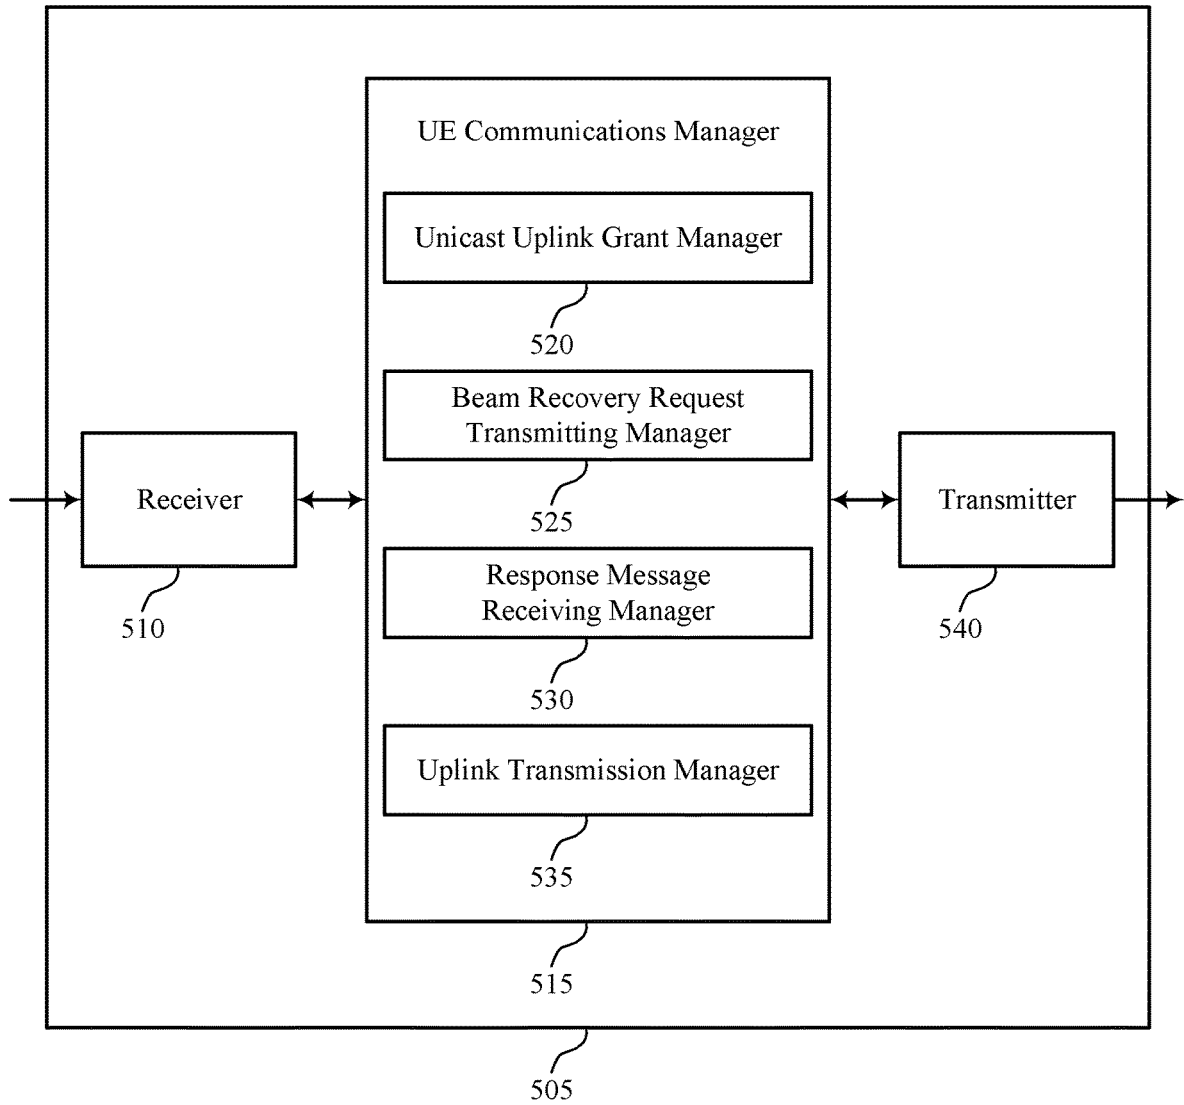 UE Communications Manager
Unicast Uplink Grant Manager
520
Beam Recovery Request
Transmitting Manager
525
Receiver
510
Transmitter
540
Response Message
Receiving Manager
530
Uplink Transmission Manager
535
515
505